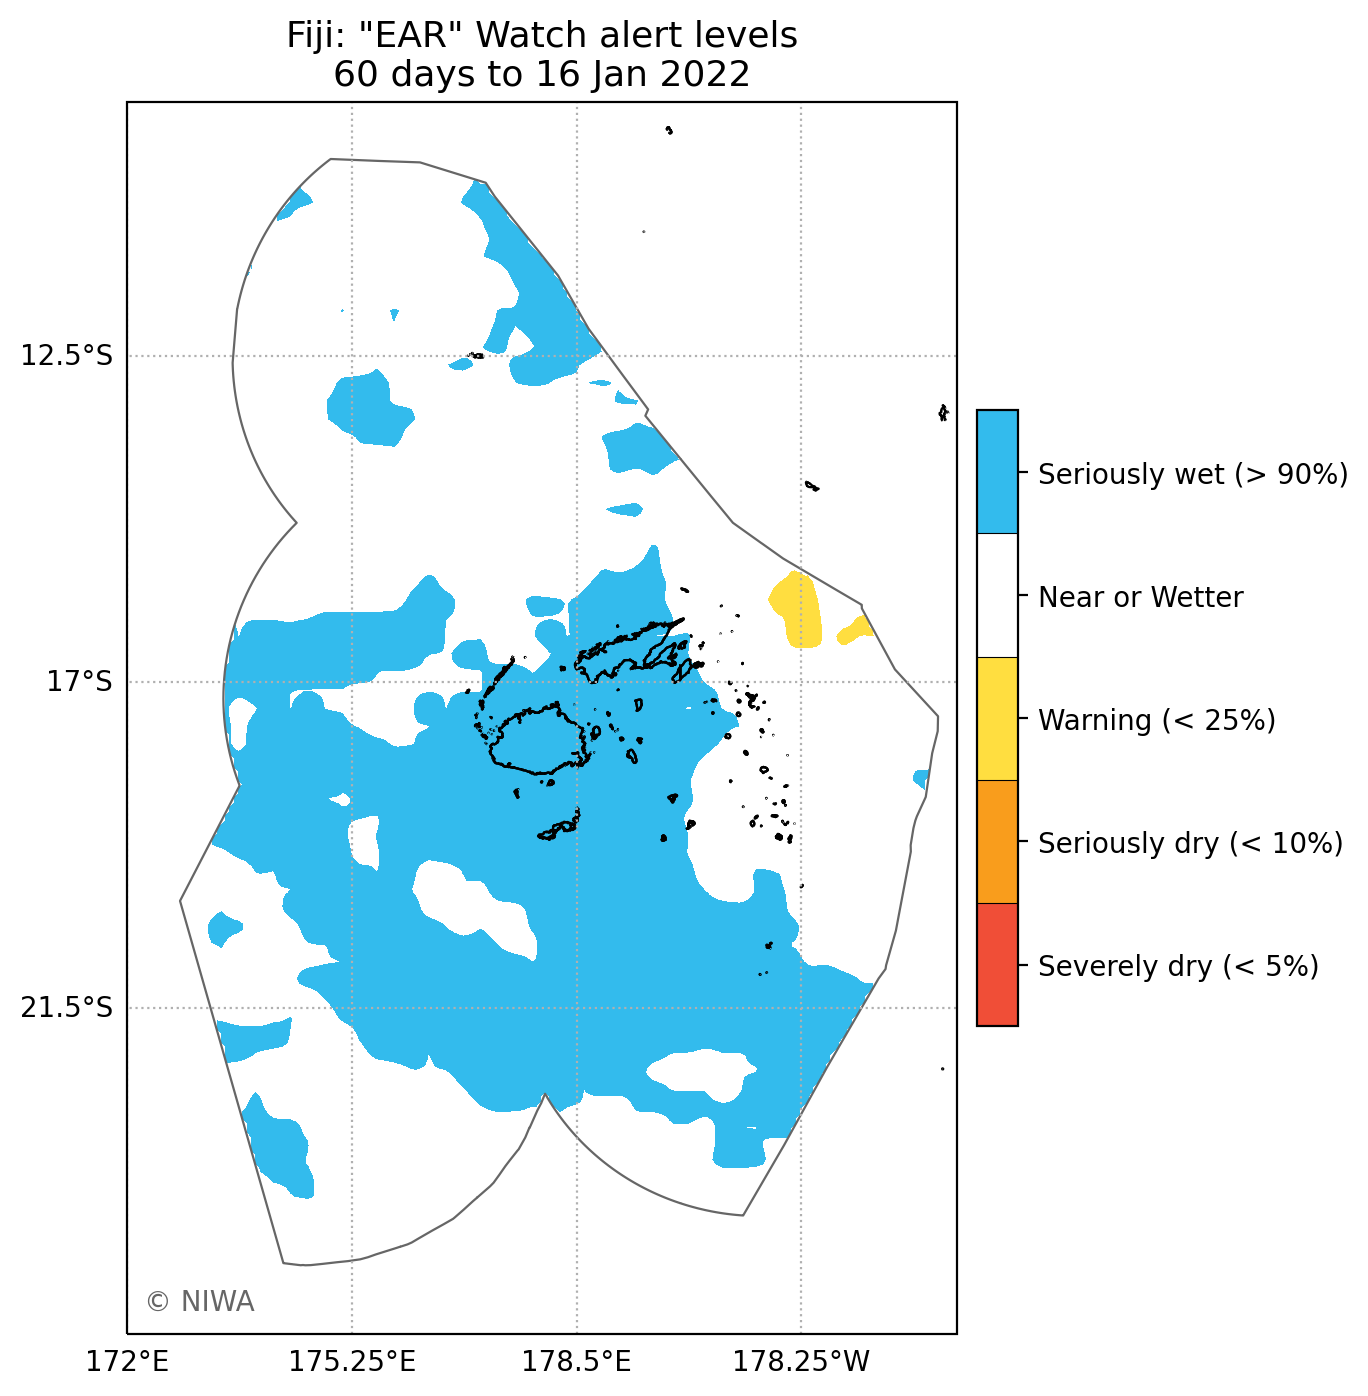 Fiji: "EAR" Watch alert levels
60 days to 16 Jan 2022
12.5°S
17°S
21.5°S
172°E
175.25°E
178.5°E
178.25°W
Seriously wet (> 90%)
Near or Wetter
Warning (< 25%)
Seriously dry (< 10%)
Severely dry (< 5%)
© NIWA